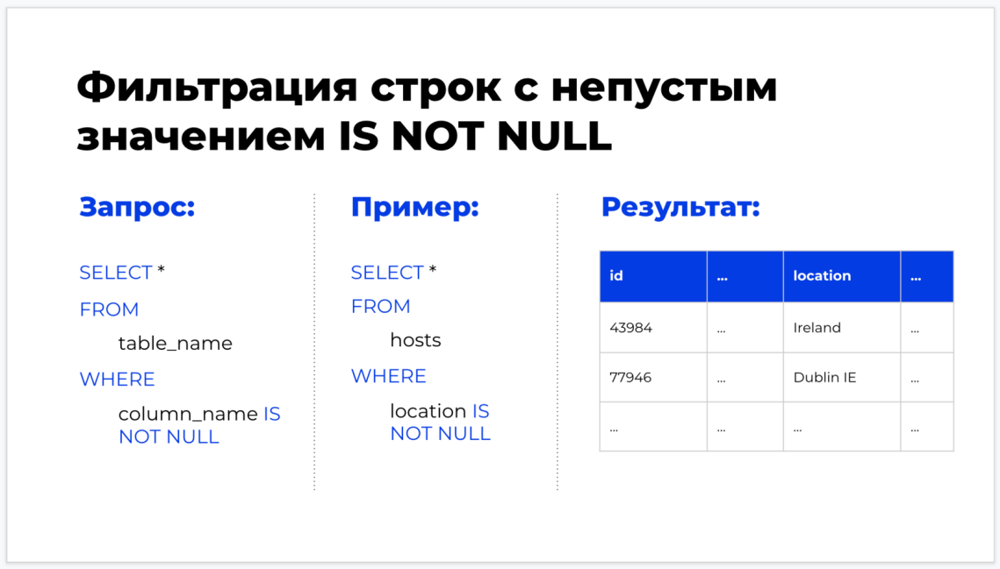 Фильтрация строк с непустым
значением IS NOT NULL
Запрос:
SELECT *
FROM
table_name
WHERE
column_name IS
NOT NULL
Пример:
SELECT *
FROM
hosts
WHERE
location IS
NOT NULL
Результат:
id ... location ...
43984 ... Ireland ...
77946 ... Dublin IE ...
... ... ... ...